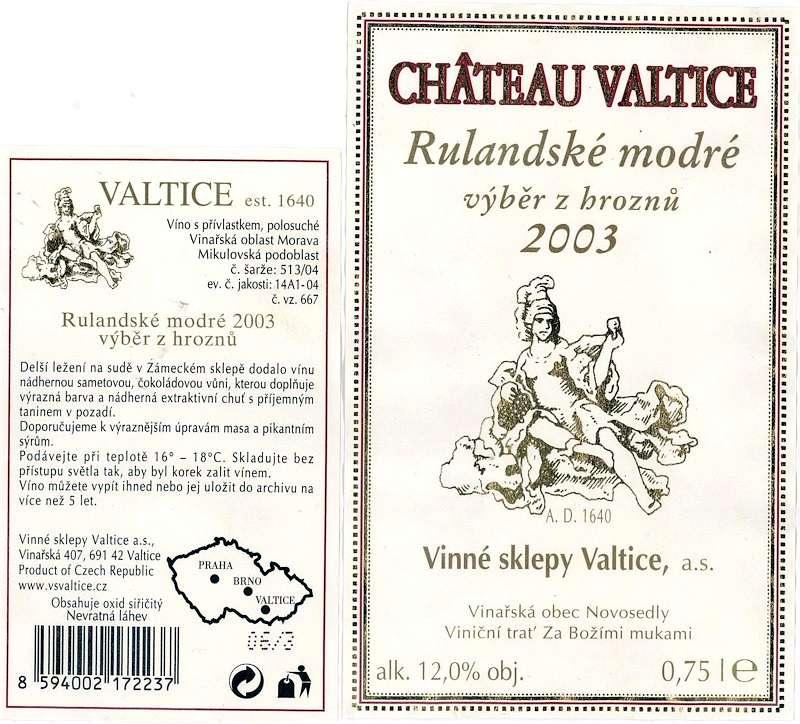 VALTICE est. 1640
Víno s přívlastkem, polosuché
Vinařská oblast Morava
Mikulovská podoblast
č. šarže: 513/04
ev. č. jakosti: 14A1-04
č. vz. 667
Rulandské modré 2003
výběr z hroznů
Delší ležení na sudě v Zámeckém sklepě dodalo vínu
nádhernou sametovou, čokoládovou vůni, kterou doplňuje
výrazná barva a nádherná extraktivní chuť s příjemným
taninem v pozadí.
Doporučujeme k výraznějším úpravám masa a pikantním
sýrům.
Podávejte při teplotě 16° – 18°C. Skladujte bez
přístupu světla tak, aby byl korek zalit vínem.
Víno můžete vypít ihned nebo jej uložit do archivu na
více než 5 let.
Vinné sklepy Valtice a.s.,
Vinařská 407, 691 42 Valtice
Product of Czech Republic
www.vsvaltice.cz
Obsahuje oxid siřičitý
Nevratná láhev
PRAHA
BRNO
VALTICE
06/3
8 594002 172237
CHÂTEAU VALTICE
Rulandské modré
výběr z hroznů
2003
A. D. 1640
Vinné sklepy Valtice, a.s.
Vinařská obec Novosedly
Viniční trať Za Božími mukami
alk. 12,0% obj.
0,75 l e